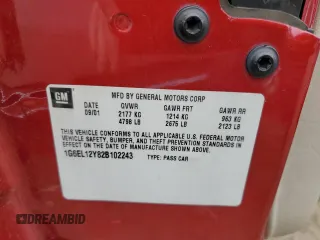 GM
MFD BY GENERAL MOTORS CORP
DATE GVWR GAWR FRT GAWR RR
09/01 2177 KG 1214 KG 963 KG
4798 LB 2675 LB 2123 LB
THIS VEHICLE CONFORMS TO ALL APPLICABLE U.S. FEDERAL MOTOR
VEHICLE SAFETY, BUMPER, AND THEFT PREVENTION STANDARDS IN
EFFECT ON THE DATE OF MANUFACTURE SHOWN ABOVE.
1G6EL12Y82B102243 TYPE: PASS CAR
DREAMBID